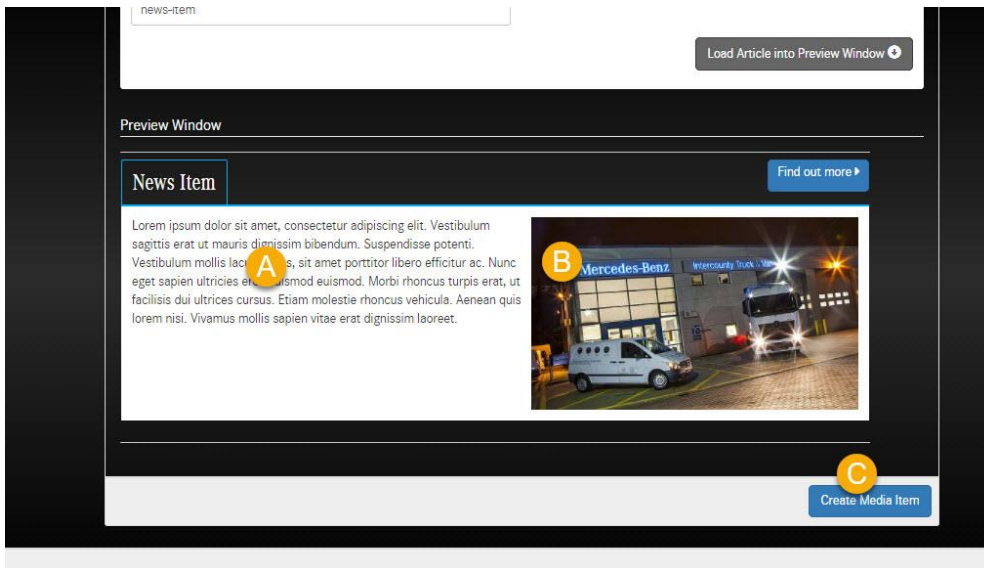 news-item
Load Article into Preview Window
Preview Window
News Item
Find out more
Lorem ipsum dolor sit amet, consectetur adipiscing elit. Vestibulum
sagittis erat ut mauris dignissim bibendum. Suspendisse potenti.
Vestibulum mollis sit amet porttitor libero efficitur ac. Nunc
eget sapien ultricies euismod. Morbi rhoncus turpis erat, ut
facilisis dui ultrices cursus. Etiam molestie rhoncus vehicula. Aenean quis
lorem nisi. Vivamus mollis sapien vitae erat dignissim laoreet.
A
B
Mercedes-Benz Intercounty Truck & Van
C
Create Media Item